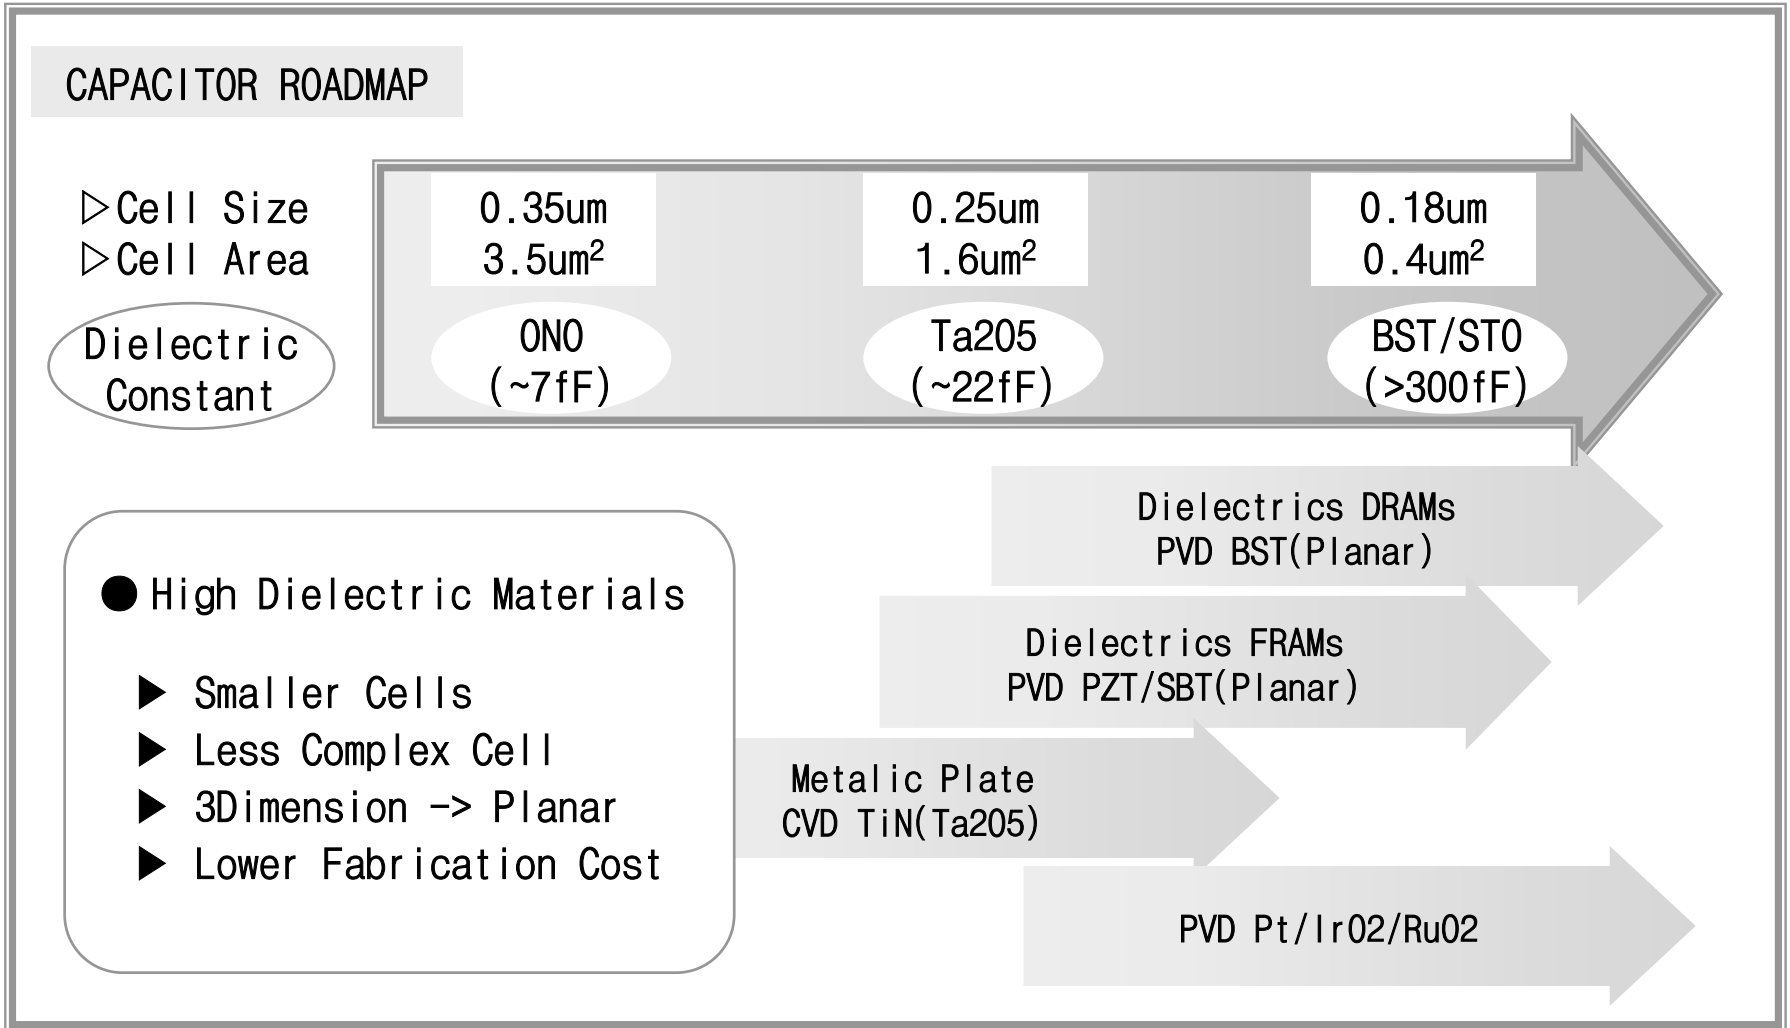 CAPACITOR ROADMAP
▷Cell Size 0.35um 0.25um 0.18um
▷Cell Area 3.5um² 1.6um² 0.4um²
Dielectric Constant
ONO
(~7fF)
Ta2O5
(~22fF)
BST/STO
(>300fF)
Dielectrics DRAMs
PVD BST(Planar)
● High Dielectric Materials
▶ Smaller Cells
▶ Less Complex Cell
▶ 3Dimension -> Planar
▶ Lower Fabrication Cost
Dielectrics FRAMs
PVD PZT/SBT(Planar)
Metalic Plate
CVD TiN(Ta2O5)
PVD Pt/IrO2/RuO2